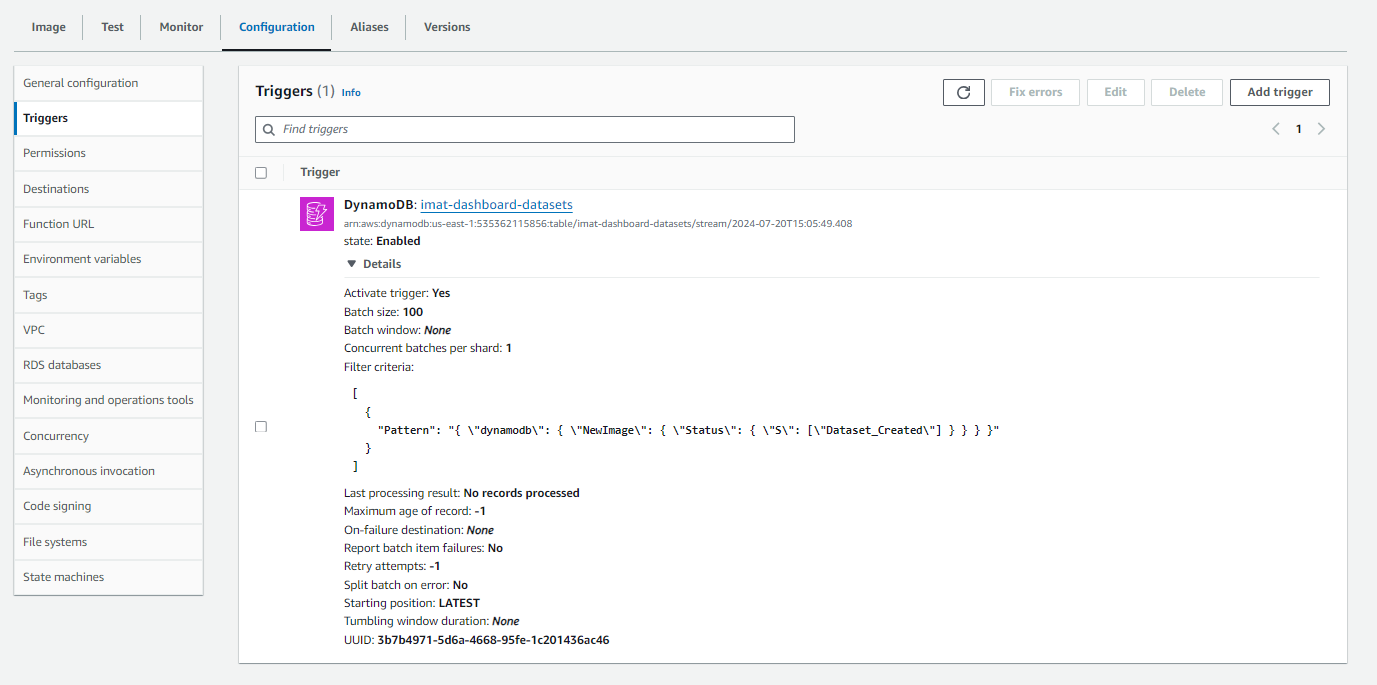 Image
Test
Monitor
Configuration
Aliases
Versions
General configuration
Triggers
Permissions
Destinations
Function URL
Environment variables
Tags
VPC
RDS databases
Monitoring and operations tools
Concurrency
Asynchronous invocation
Code signing
File systems
State machines
Triggers (1) Info
Fix errors
Edit
Delete
Add trigger
Find triggers
1
Trigger
DynamoDB: imat-dashboard-datasets
arn:aws:dynamodb:us-east-1:535362115856:table/imat-dashboard-datasets/stream/2024-07-20T15:05:49.408
state: Enabled
Details
Activate trigger: Yes
Batch size: 100
Batch window: None
Concurrent batches per shard: 1
Filter criteria:
[
{
"Pattern": "{ \"dynamodb\": { \"NewImage\": { \"Status\": { \"S\": [\"Dataset_Created\"] } } } }"
}
]
Last processing result: No records processed
Maximum age of record: -1
On-failure destination: None
Report batch item failures: No
Retry attempts: -1
Split batch on error: No
Starting position: LATEST
Tumbling window duration: None
UUID: 3b7b4971-5d6a-4668-95fe-1c201436ac46